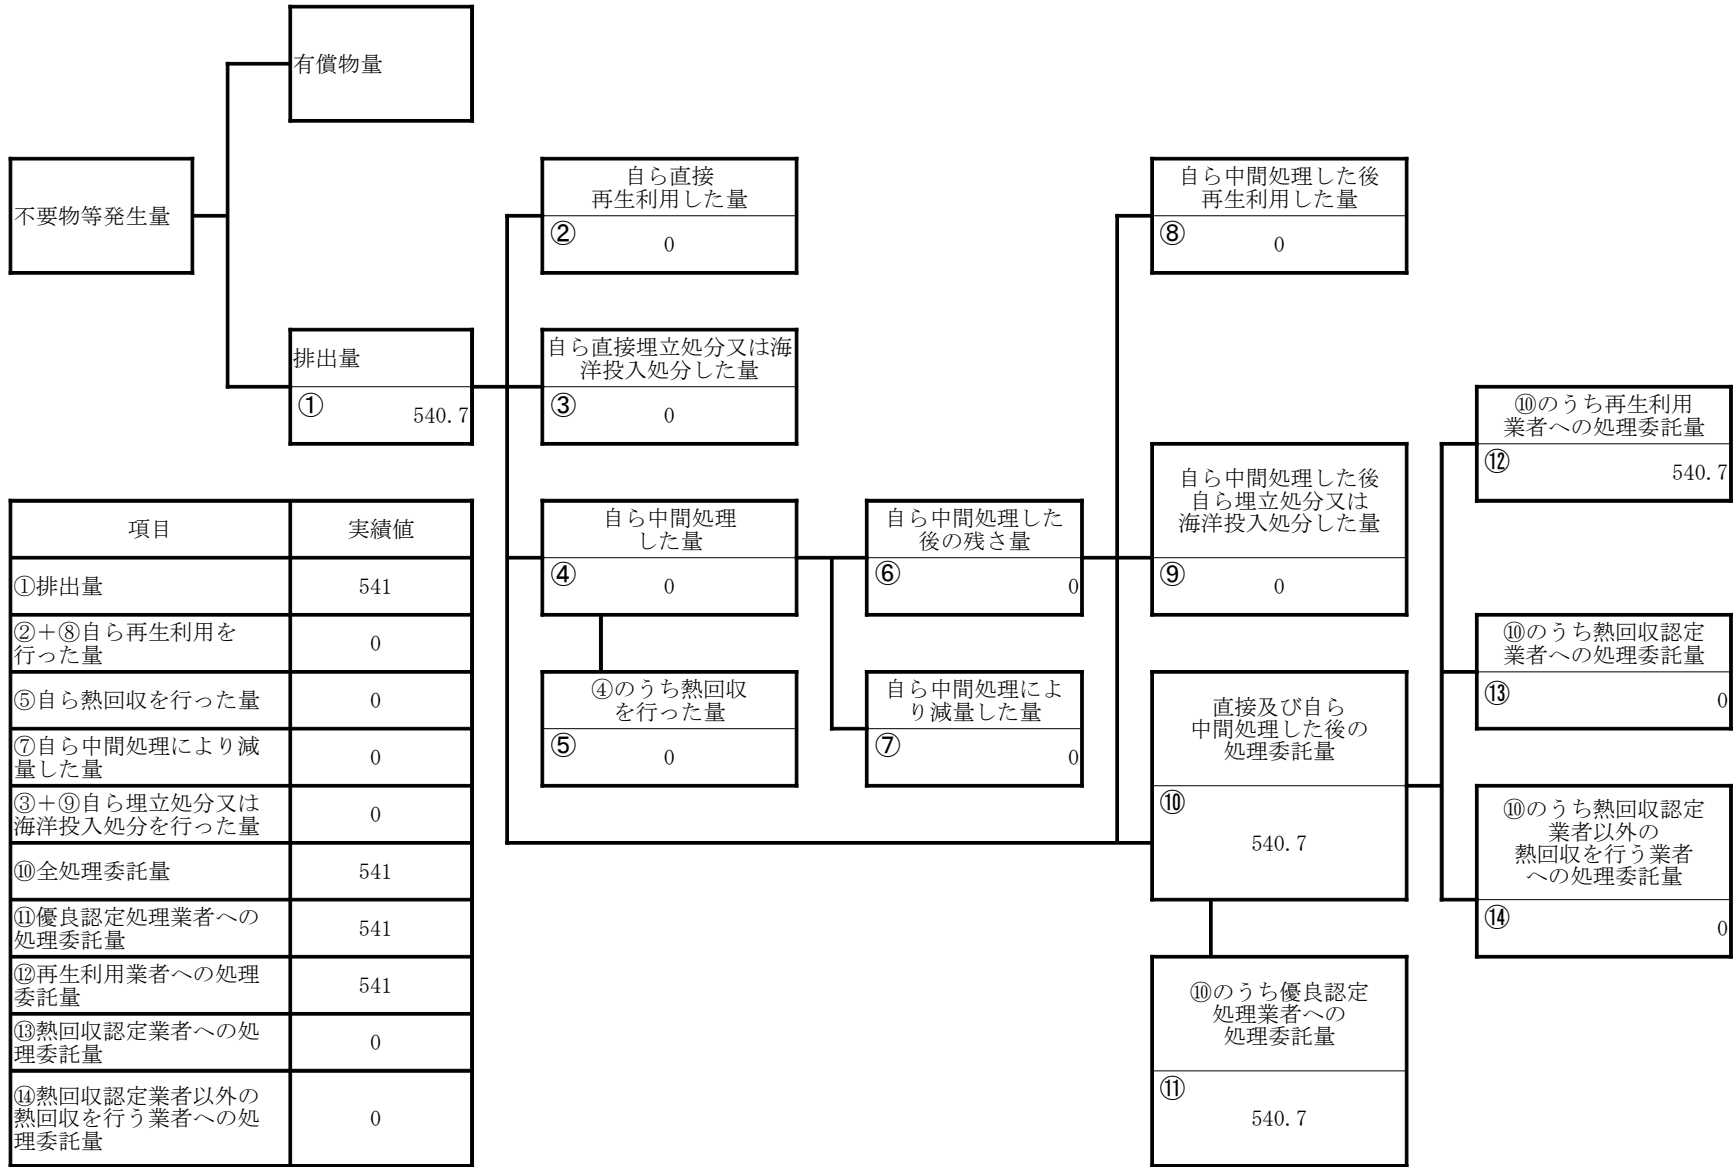 有償物量
不要物等発生量
自ら直接
再生利用した量
②
0
自ら中間処理した後
再生利用した量
⑧
0
排出量
①
540.7
自ら直接埋立処分又は海
洋投入処分した量
③
0
⑩のうち再生利用
業者への処理委託量
⑫
540.7
自ら中間処理
した量
④
0
自ら中間処理した
後の残さ量
⑥
0
自ら中間処理した後
自ら埋立処分又は
海洋投入処分した量
⑨
0
④のうち熱回収
を行った量
⑤
0
自ら中間処理によ
り減量した量
⑦
0
直接及び自ら
中間処理した後の
処理委託量
⑩
540.7
⑩のうち熱回収認定
業者への処理委託量
⑬
0
⑩のうち熱回収認定
業者以外の
熱回収を行う業者
への処理委託量
⑭
0
⑩のうち優良認定
処理業者への
処理委託量
⑪
540.7
項目 実績値
①排出量 541
②+⑧自ら再生利用を
行った量 0
⑤自ら熱回収を行った量 0
⑦自ら中間処理により減
量した量 0
③+⑨自ら埋立処分又は
海洋投入処分を行った量 0
⑩全処理委託量 541
⑪優良認定処理業者への
処理委託量 541
⑫再生利用業者への処理
委託量 541
⑬熱回収認定業者への処
理委託量 0
⑭熱回収認定業者以外の
熱回収を行う業者への処
理委託量 0